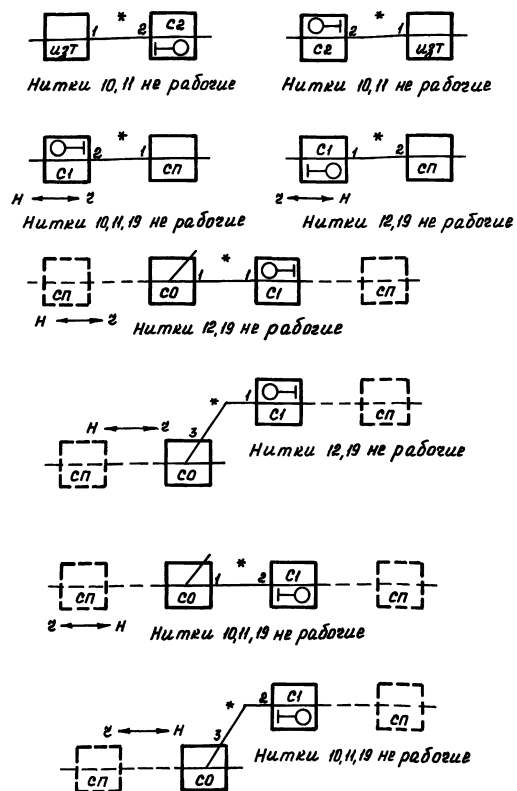 * *
1 2 С2 2 1
ИЗТ С2 ИЗТ
Нитки 10,11 не рабочие Нитки 10,11 не рабочие
* С1 *
С1 2 1 СП 1 2 СП
Н ч ч Н
Нитки 10,11,19 не рабочие Нитки 12,19 не рабочие
*
СП СО 1 1 С1 СП
Н ч Нитки 12,19 не рабочие
* 1 С1 СП
Н ч 3
Нитки 12,19 не рабочие
СП СО
* С1
СП СО 1 2 СП
ч Н Нитки 10,11,19 не рабочие
* 2 С1 СП
ч Н 3
Нитки 10,11,19 не рабочие
СП СО